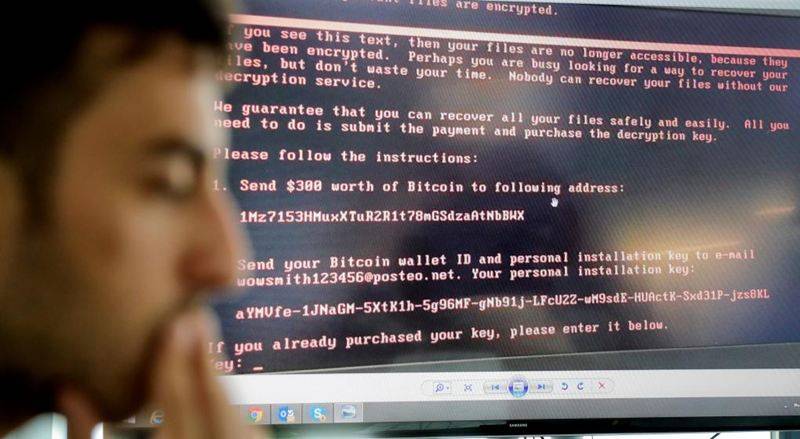 files are encrypted.
f you see this text, then your files are no longer accessible, because they
ave been encrypted. Perhaps you are busy looking for a way to recover your
iles, but don't waste your time. Nobody can recover your files without our
ecryption service.
We guarantee that you can recover all your files safely and easily. All you
need to do is submit the payment and purchase the decryption key.
Please follow the instructions:
1. Send $300 worth of Bitcoin to following address:
1Mz7153HMuxXTuR2R1t78mGSdzaAtNbBWX
Send your Bitcoin wallet ID and personal installation key to e-mail
wowsmith123456@posteo.net. Your personal installation key:
aYMVfe-1JNaGM-5XtK1h-5g96MF-gNb91j-LFcU2Z-wM9sdE-HUActK-Sxd31P-jzs8KL
If you already purchased your key, please enter it below.
ey: _
SAMSUNG